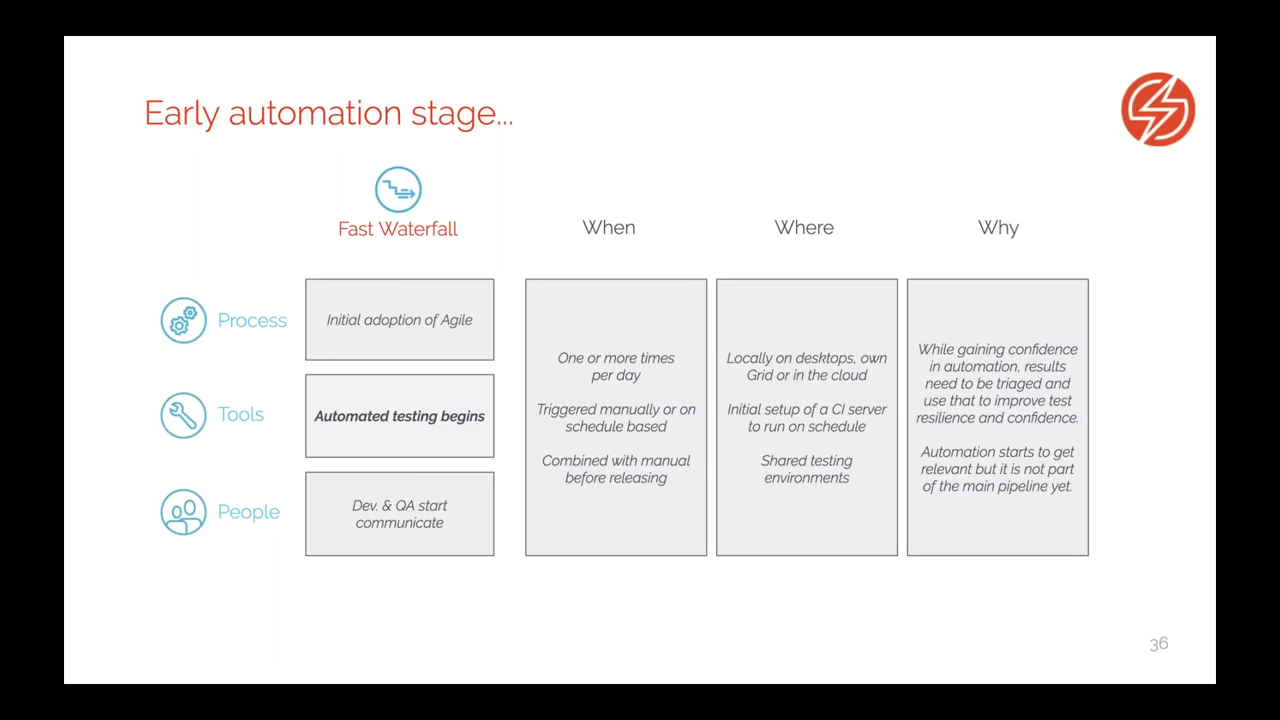 Early automation stage...
Fast Waterfall
When
Where
Why
Process
Initial adoption of Agile
Tools
Automated testing begins
People
Dev. & QA start
communicate
One or more times
per day
Triggered manually or on
schedule based
Combined with manual
before releasing
Locally on desktops, own
Grid or in the cloud
Initial setup of a CI server
to run on schedule
Shared testing
environments
While gaining confidence
in automation, results
need to be triaged and
use that to improve test
resilience and confidence.
Automation starts to get
relevant but it is not part
of the main pipeline yet.
36